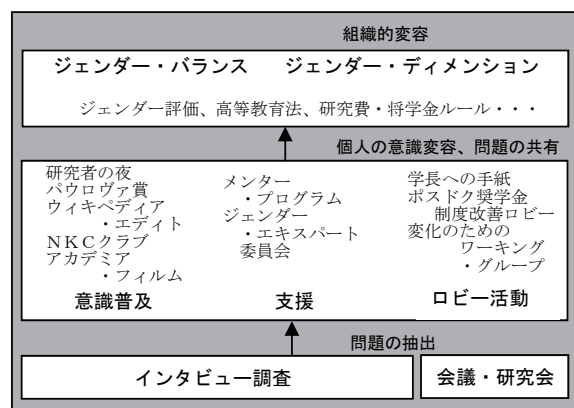 組織的変容
ジェンダー・バランス　ジェンダー・ディメンション
ジェンダー評価、高等教育法、研究費・将学金ルール・・・
個人の意識変容、問題の共有
研究者の夜
パウロヴァ賞
ウィキペディア
・エディト
ＮＫＣクラブ
アカデミア
・フィルム
意識普及
メンター
・プログラム
ジェンダー
・エキスパート
委員会
支援
学長への手紙
ポスドク奨学金
制度改善ロビー
変化のための
ワーキング
・グループ
ロビー活動
問題の抽出
インタビュー調査
会議・研究会